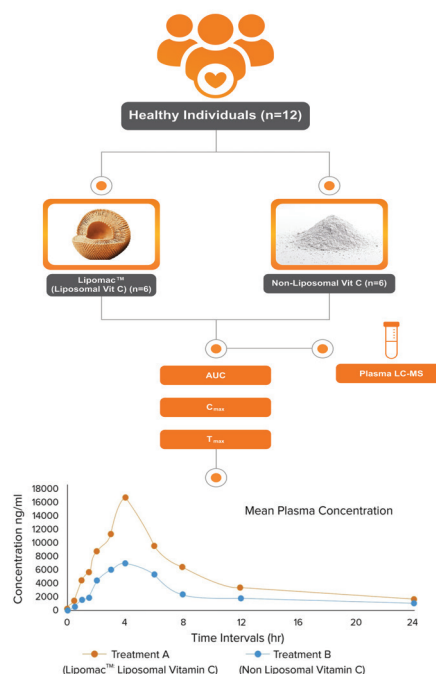 Healthy Individuals (n=12)
Lipomac™
(Liposomal Vit C) (n=6)
Non-Liposomal Vit C (n=6)
AUC
Plasma LC-MS
Cmax
Tmax
Mean Plasma Concentration
Concentration ng/ml
18000
16000
14000
12000
10000
8000
6000
4000
2000
0
0 4 8 12 24
Time Intervals (hr)
Treatment A
(Lipomac™ Liposomal Vitamin C)
Treatment B
(Non Liposomal Vitamin C)